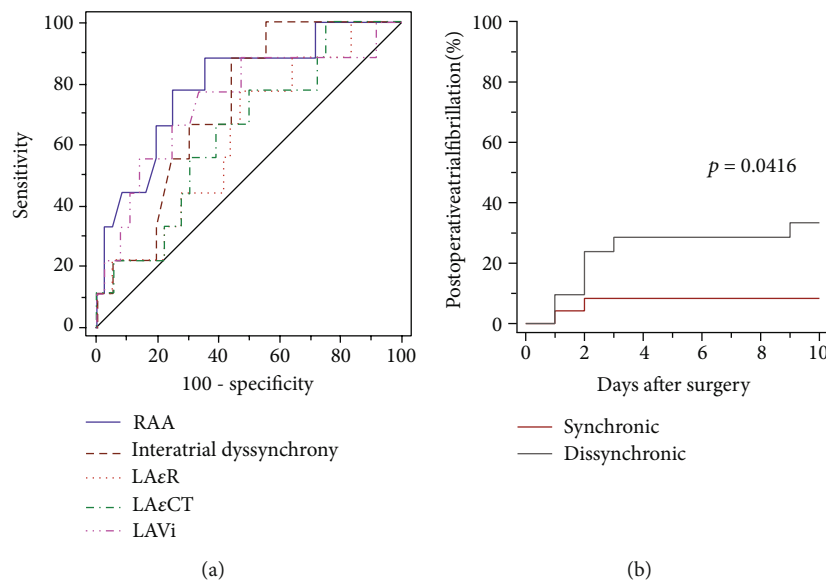 100
80
60
40
20
0
Sensitivity
0 20 40 60 80 100
100 - specificity
RAA
Interatrial dyssynchrony
LAεR
LAεCT
LAVi
(a)
100
80
60
40
20
0
Postoperativeatrialfibrillation(%)
p = 0.0416
0 2 4 6 8 10
Days after surgery
Synchronic
Dissynchronic
(b)